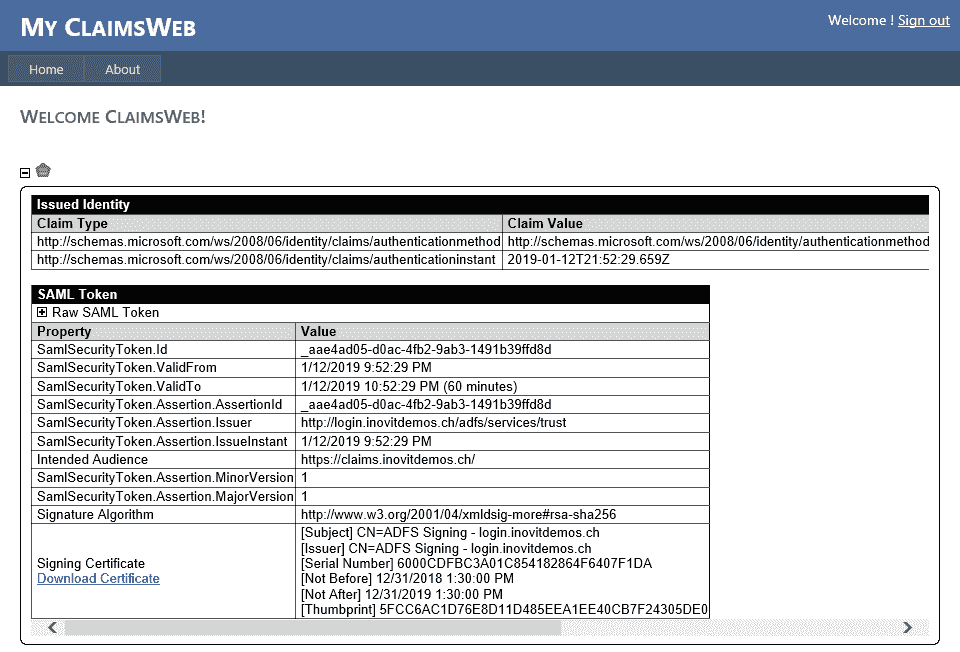 My ClaimsWeb
Welcome ! Sign out
Home About
Welcome ClaimsWeb!
Issued Identity
Claim Type Claim Value
http://schemas.microsoft.com/ws/2008/06/identity/claims/authenticationmethod http://schemas.microsoft.com/ws/2008/06/identity/authenticationmethod
http://schemas.microsoft.com/ws/2008/06/identity/claims/authenticationinstant 2019-01-12T21:52:29.659Z
SAML Token
Raw SAML Token
Property Value
SamlSecurityToken.Id _aae4ad05-d0ac-4fb2-9ab3-1491b39ffd8d
SamlSecurityToken.ValidFrom 1/12/2019 9:52:29 PM
SamlSecurityToken.ValidTo 1/12/2019 10:52:29 PM (60 minutes)
SamlSecurityToken.Assertion.AssertionId _aae4ad05-d0ac-4fb2-9ab3-1491b39ffd8d
SamlSecurityToken.Assertion.Issuer http://login.inovitdemos.ch/adfs/services/trust
SamlSecurityToken.Assertion.IssueInstant 1/12/2019 9:52:29 PM
Intended Audience https://claims.inovitdemos.ch/
SamlSecurityToken.Assertion.MinorVersion 1
SamlSecurityToken.Assertion.MajorVersion 1
Signature Algorithm http://www.w3.org/2001/04/xmldsig-more#rsa-sha256
Signing Certificate
Download Certificate
[Subject] CN=ADFS Signing - login.inovitdemos.ch
[Issuer] CN=ADFS Signing - login.inovitdemos.ch
[Serial Number] 6000CDFBC3A01C854182864F6407F1DA
[Not Before] 12/31/2018 1:30:00 PM
[Not After] 12/31/2019 1:30:00 PM
[Thumbprint] 5FCC6AC1D76E8D11D485EEA1EE40CB7F24305DE0